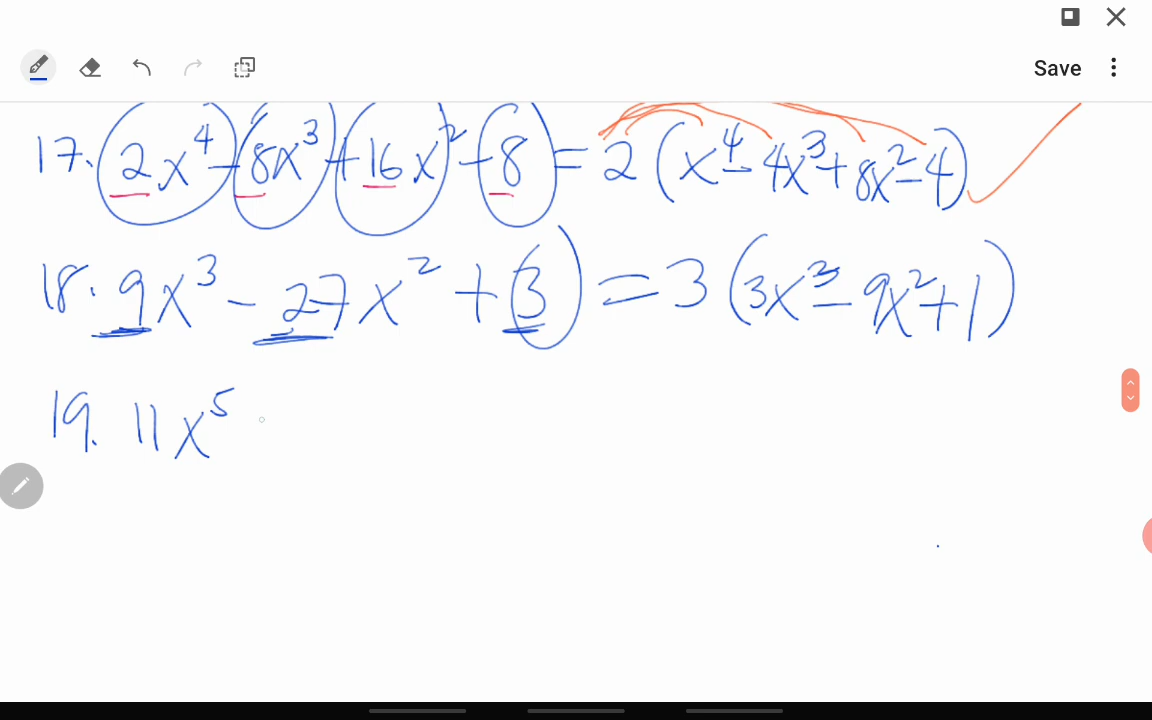 Save
17. 2x⁴ - 8x³ + 16x² - 8 = 2 (x⁴ - 4x³ + 8x² - 4)
18. 9x³ - 27x² + 3 = 3 (3x³ - 9x² + 1)
19. 11x⁵